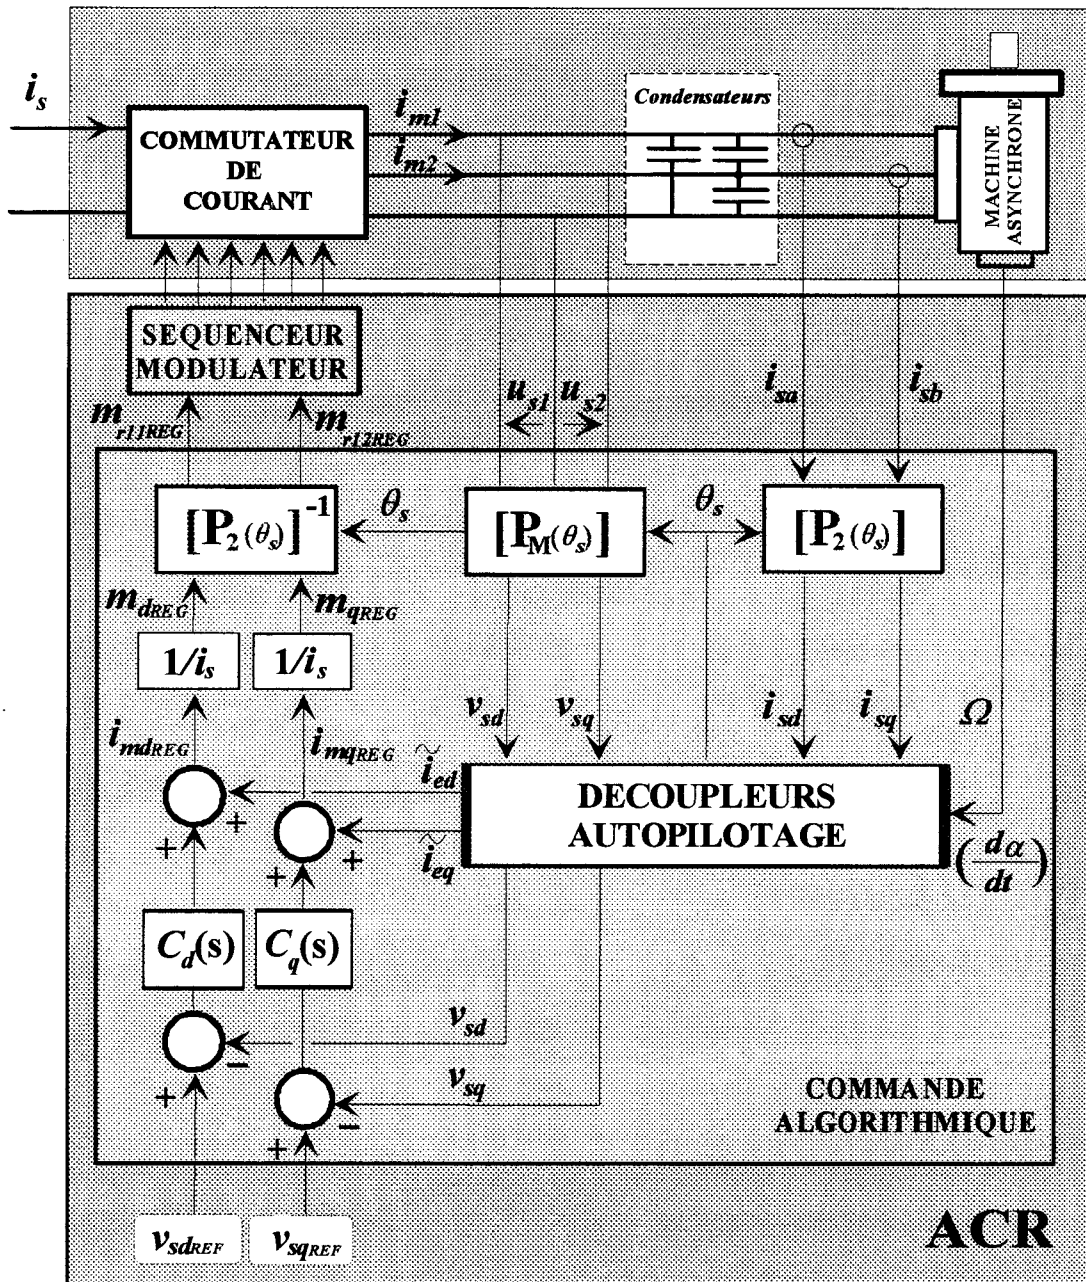 i_s
COMMUTATEUR
DE
COURANT
i_m1
i_m2
Condensateurs
MACHINE
ASYNCHRONE
SEQUENCEUR
MODULATEUR
m_r11REG
m_r12REG
u_s1 u_s2
i_sa
i_sb
[P_2(θ_s)]^-1
θ_s
[P_M(θ_s)]
θ_s
[P_2(θ_s)]
m_dREG
m_qREG
1/i_s
1/i_s
v_sd
v_sq
i_sd
i_sq
Ω
i_mdREG
i_mqREG
ĩ_ed
+
+
DECOUPLEURS
AUTOPILOTAGE
ĩ_eq
+
+
(dα/dt)
C_d(s)
C_q(s)
v_sd
−
+
v_sq
−
+
COMMANDE
ALGORITHMIQUE
v_sdREF
v_sqREF
ACR